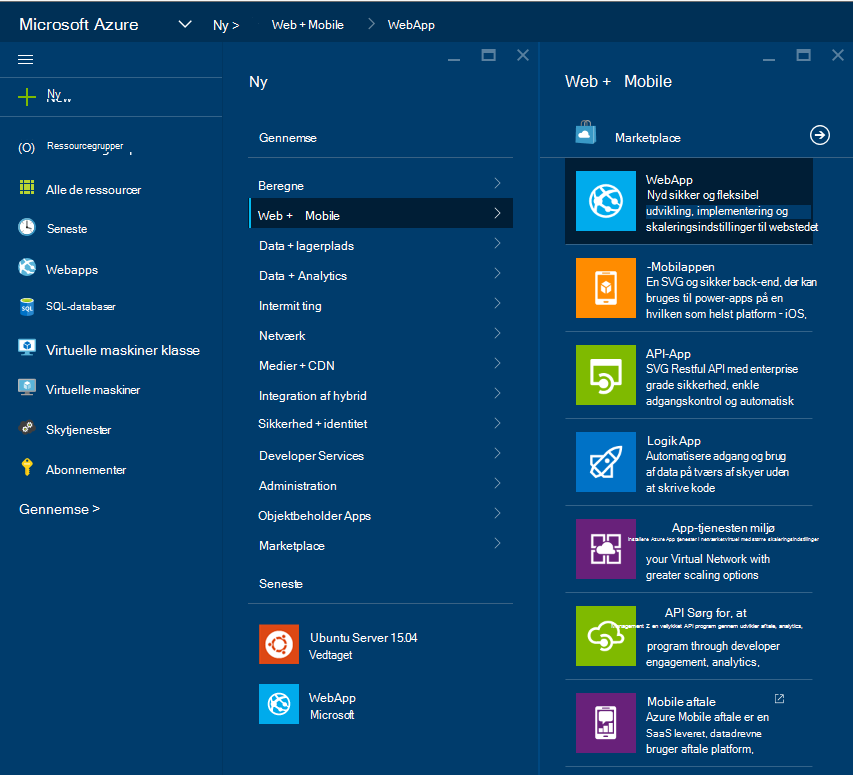 Microsoft Azure
Ny >
Web + Mobile
WebApp
Ny
Ressourcegrupper
Alle de ressourcer
Seneste
Webapps
SQL-databaser
Virtuelle maskiner klasse
Virtuelle maskiner
Skytjenester
Abonnementer
Gennemse >
Ny
Gennemse
Beregne
Web + Mobile
Data + lagerplads
Data + Analytics
Intermit ting
Netværk
Medier + CDN
Integration af hybrid
Sikkerhed + identitet
Developer Services
Administration
Objektbeholder Apps
Marketplace
Seneste
Ubuntu Server 15.04
Vedtaget
WebApp
Microsoft
Web + Mobile
Marketplace
WebApp
Nyd sikker og fleksibel
udvikling, implementering og
skaleringsindstillinger til webstedet
-Mobilappen
En SVG og sikker back-end, der kan
bruges til power-apps på en
hvilken som helst platform - iOS,
API-App
SVG Restful API med enterprise
grade sikkerhed, enkle
adgangskontrol og automatisk
Logik App
Automatisere adgang og brug
af data på tværs af skyer uden
at skrive kode
App-tjenesten miljø
Installere Azure App tjenester i netværket virtuel med større skaleringsindstillinger
your Virtual Network with
greater scaling options
API Sørg for, at
Z en vellykket API program gennem udvikler aftale, analytics,
program through developer
engagement, analytics,
Mobile aftale
Azure Mobile aftale er en
SaaS leveret, datadrevne
bruger aftale platform,